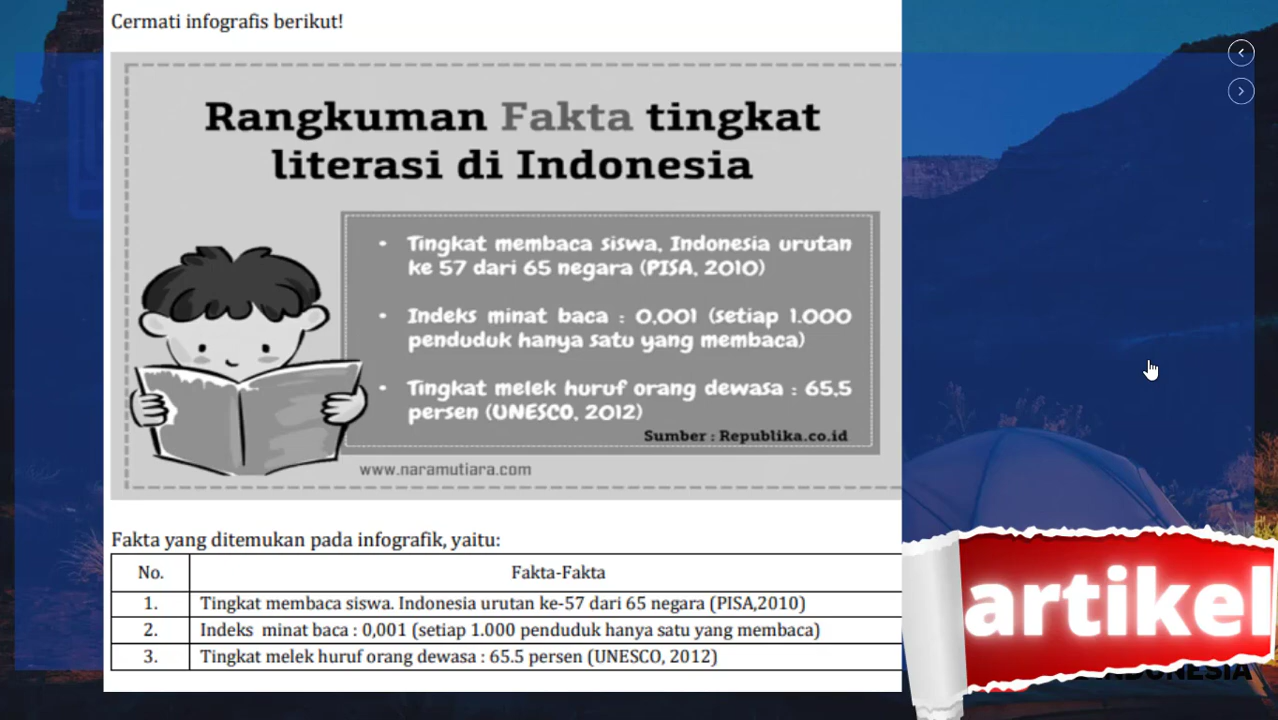 Cermati infografis berikut!
Rangkuman Fakta tingkat
literasi di Indonesia
• Tingkat membaca siswa. Indonesia urutan
ke 57 dari 65 negara (PISA, 2010)
• Indeks minat baca : 0,001 (setiap 1.000
penduduk hanya satu yang membaca)
• Tingkat melek huruf orang dewasa : 65,5
persen (UNESCO, 2012)
Sumber : Republika.co.id
www.naramutiara.com
Fakta yang ditemukan pada infografik, yaitu:
No. Fakta-Fakta
1. Tingkat membaca siswa. Indonesia urutan ke-57 dari 65 negara (PISA,2010)
2. Indeks minat baca : 0,001 (setiap 1.000 penduduk hanya satu yang membaca)
3. Tingkat melek huruf orang dewasa : 65.5 persen (UNESCO, 2012)
artikel